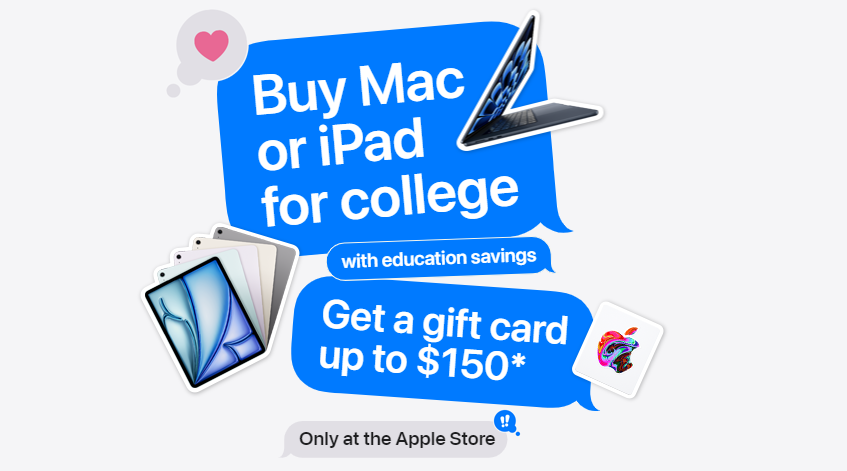 Buy Mac
or iPad
for college
with education savings
Get a gift card
up to $150*
!!
Only at the Apple Store